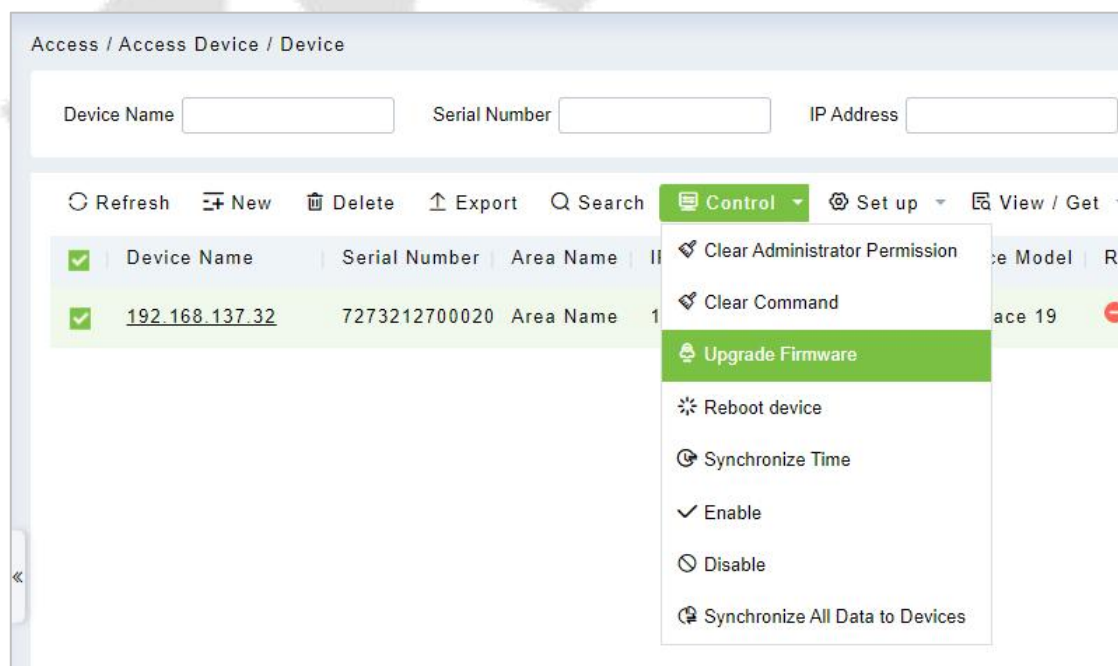 Access / Access Device / Device
Device Name Serial Number IP Address
Refresh New Delete Export Search Control Set up View / Get
Device Name Serial Number Area Name Model
192.168.137.32 7273212700020 Area Name 19
Clear Administrator Permission
Clear Command
Upgrade Firmware
Reboot device
Synchronize Time
Enable
Disable
Synchronize All Data to Devices